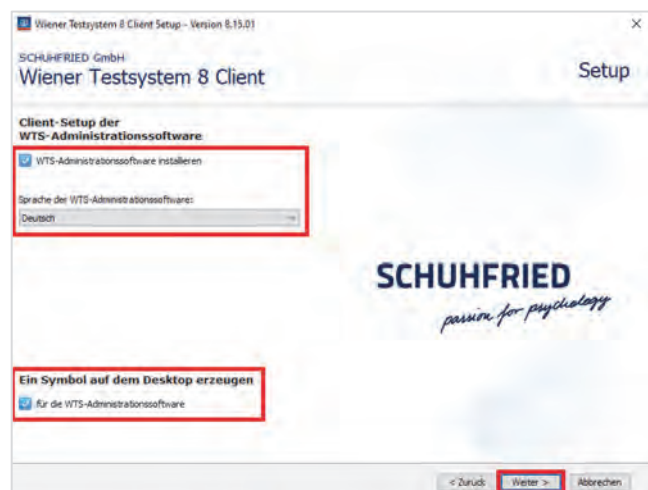 Wiener Testsystem 8 Client Setup - Version 8.15.01
SCHUHFRIED GmbH
Wiener Testsystem 8 Client
Setup
Client-Setup der
WTS-Administrationssoftware
WTS-Administrationssoftware installieren
Sprache der WTS-Administrationssoftware:
Deutsch
SCHUHFRIED
passion for psychology
Ein Symbol auf dem Desktop erzeugen
für die WTS-Administrationssoftware
< Zurück
Weiter >
Abbrechen